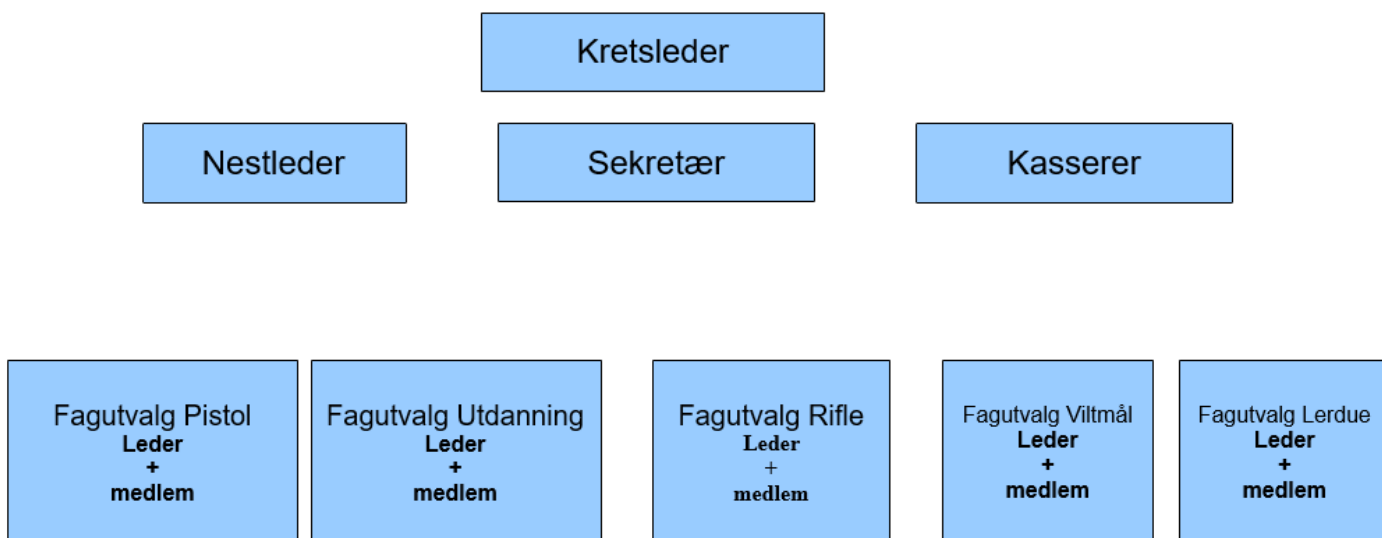 Kretsleder
Nestleder
Sekretær
Kasserer
Fagutvalg Pistol
Leder
+
medlem
Fagutvalg Utdanning
Leder
+
medlem
Fagutvalg Rifle
Leder
+
medlem
Fagutvalg Viltmål
Leder
+
medlem
Fagutvalg Lerdue
Leder
+
medlem